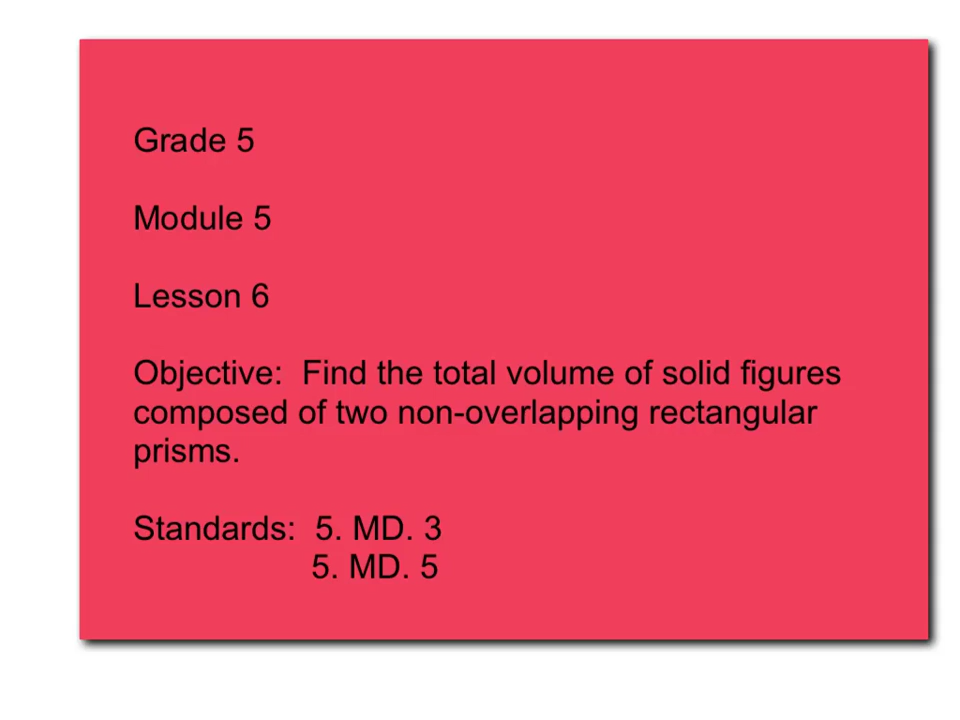 Grade 5
Module 5
Lesson 6
Objective:  Find the total volume of solid figures
composed of two non-overlapping rectangular
prisms.
Standards:  5. MD. 3
5. MD. 5